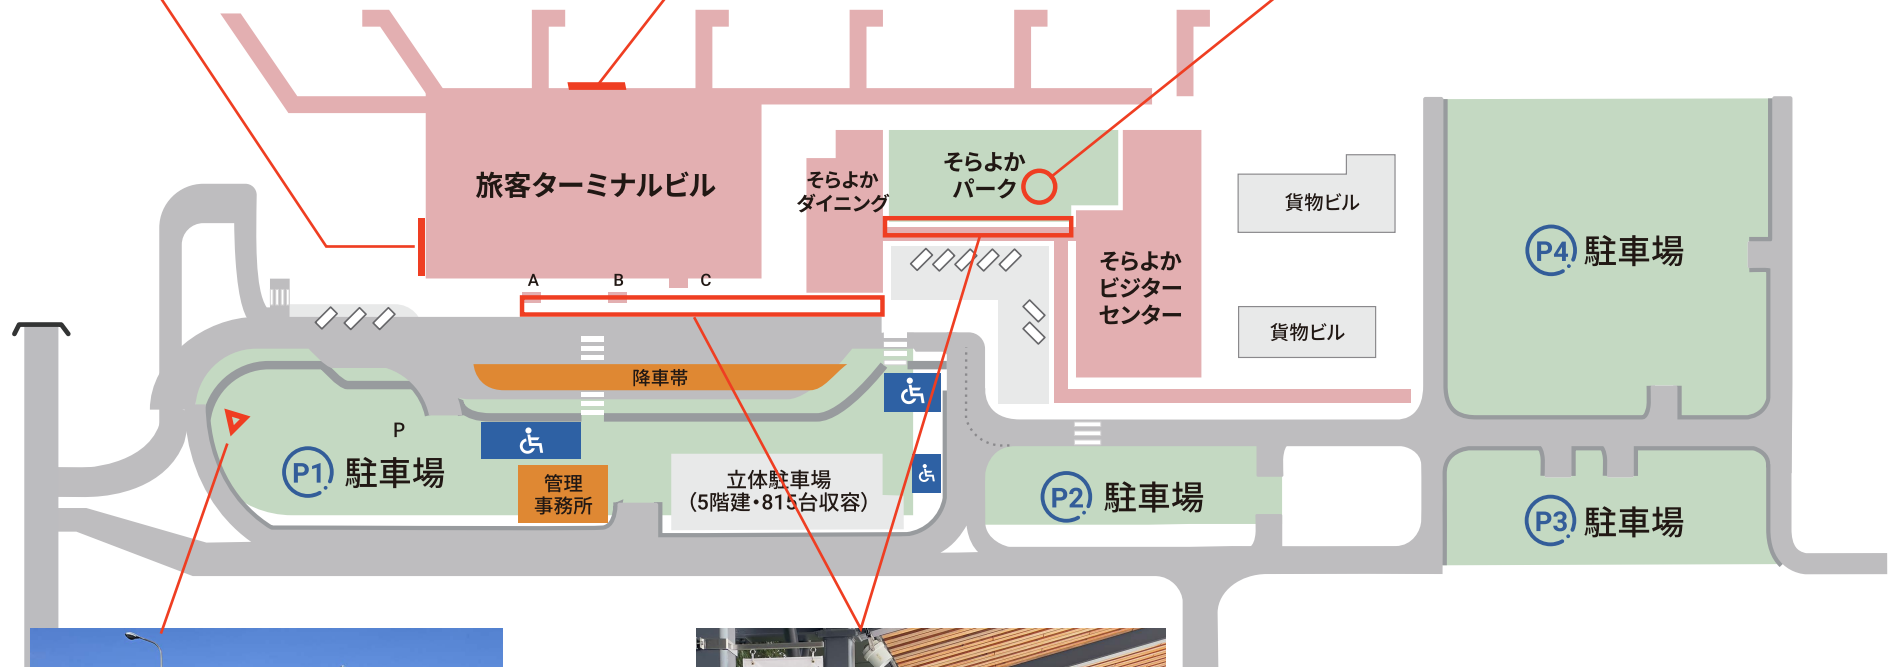 旅客ターミナルビル
そらよか
ダイニング
そらよか
パーク
そらよか
ビジター
センター
貨物ビル
貨物ビル
A
B
C
降車帯
P
P1 駐車場
管理
事務所
立体駐車場
(5階建・815台収容)
P2 駐車場
P3 駐車場
P4 駐車場